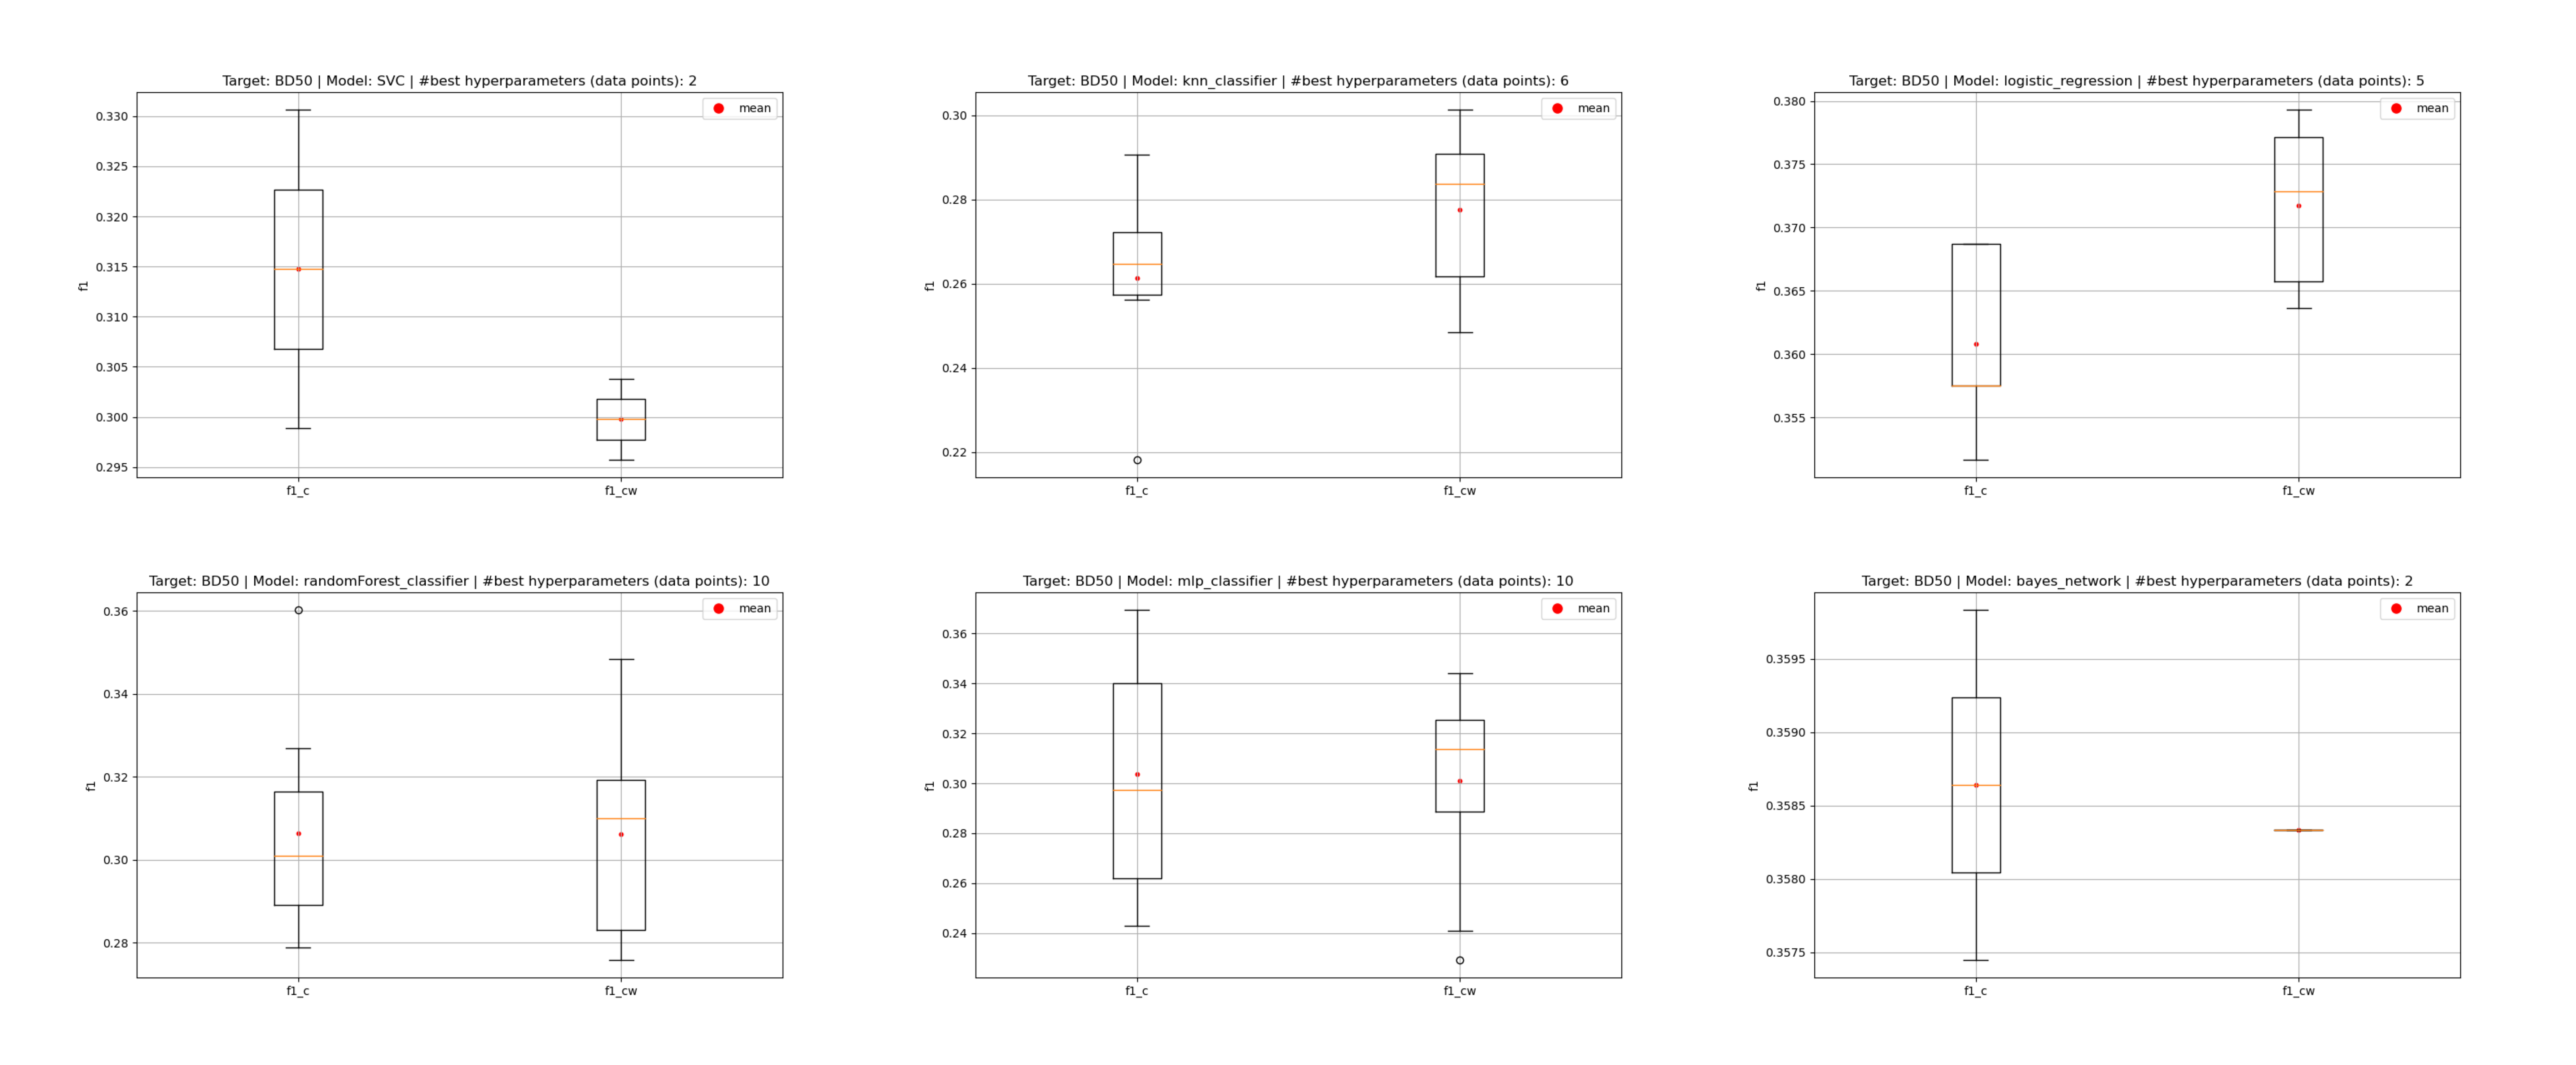 Target: BD50 | Model: SVC | #best hyperparameters (data points): 2
mean
0.330
0.325
0.320
0.315
0.310
0.305
0.300
0.295
f1
f1_c
f1_cw
Target: BD50 | Model: knn_classifier | #best hyperparameters (data points): 6
mean
0.30
0.28
0.26
0.24
0.22
f1
f1_c
f1_cw
Target: BD50 | Model: logistic_regression | #best hyperparameters (data points): 5
mean
0.380
0.375
0.370
0.365
0.360
0.355
f1
f1_c
f1_cw
Target: BD50 | Model: randomForest_classifier | #best hyperparameters (data points): 10
mean
0.36
0.34
0.32
0.30
0.28
f1
f1_c
f1_cw
Target: BD50 | Model: mlp_classifier | #best hyperparameters (data points): 10
mean
0.36
0.34
0.32
0.30
0.28
0.26
0.24
f1
f1_c
f1_cw
Target: BD50 | Model: bayes_network | #best hyperparameters (data points): 2
mean
0.3595
0.3590
0.3585
0.3580
0.3575
f1
f1_c
f1_cw